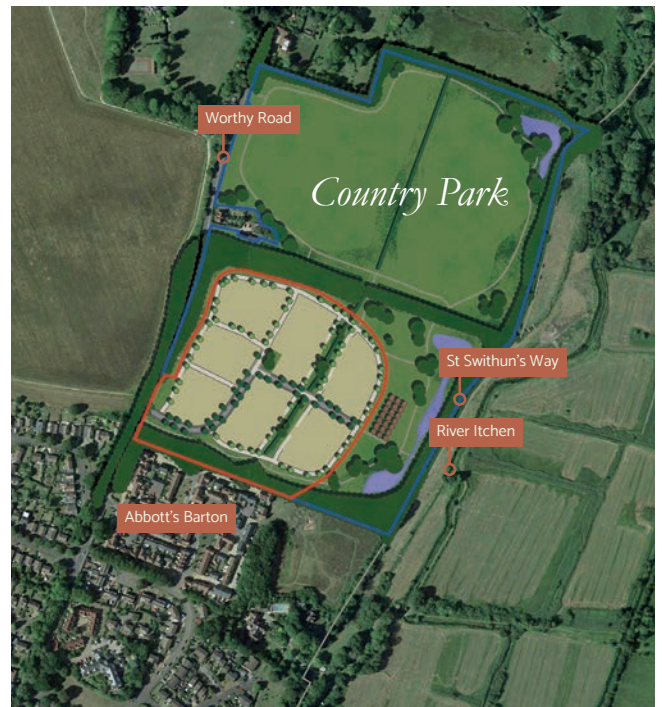 Worthy Road
Country Park
St Swithun's Way
River Itchen
Abbott's Barton